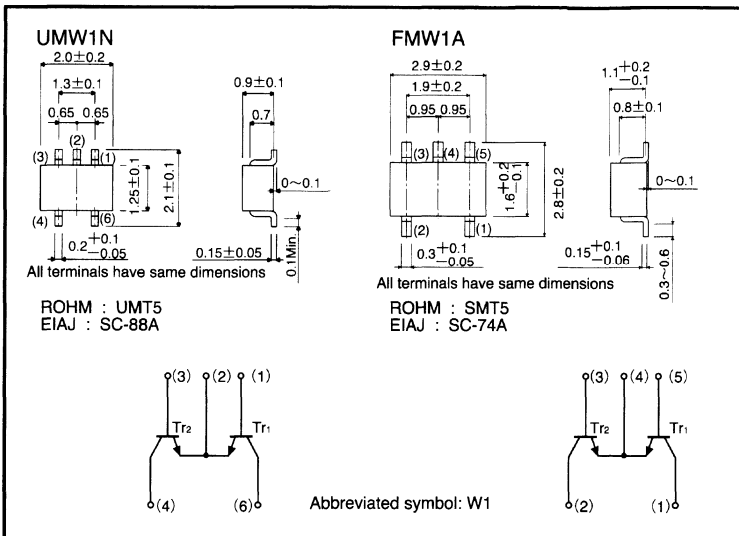 UMW1N
2.0±0.2
1.3±0.1
0.65 0.65
(2)
(3) (1)
(4) (6)
1.25±0.1
2.1±0.1
0.2 +0.1 −0.05
0.9±0.1
0.7
0~0.1
0.15±0.05
0.1Min.
All terminals have same dimensions
ROHM : UMT5
EIAJ : SC-88A
FMW1A
2.9±0.2
1.9±0.2
0.95 0.95
(3) (4) (5)
(2) (1)
1.6 +0.2 −0.1
2.8±0.2
0.3 +0.1 −0.05
1.1 +0.2 −0.1
0.8±0.1
0~0.1
0.15 +0.1 −0.06
0.3~0.6
All terminals have same dimensions
ROHM : SMT5
EIAJ : SC-74A
(3) (2) (1)
Tr2 Tr1
(4) (6)
Abbreviated symbol: W1
(3) (4) (5)
Tr2 Tr1
(2) (1)